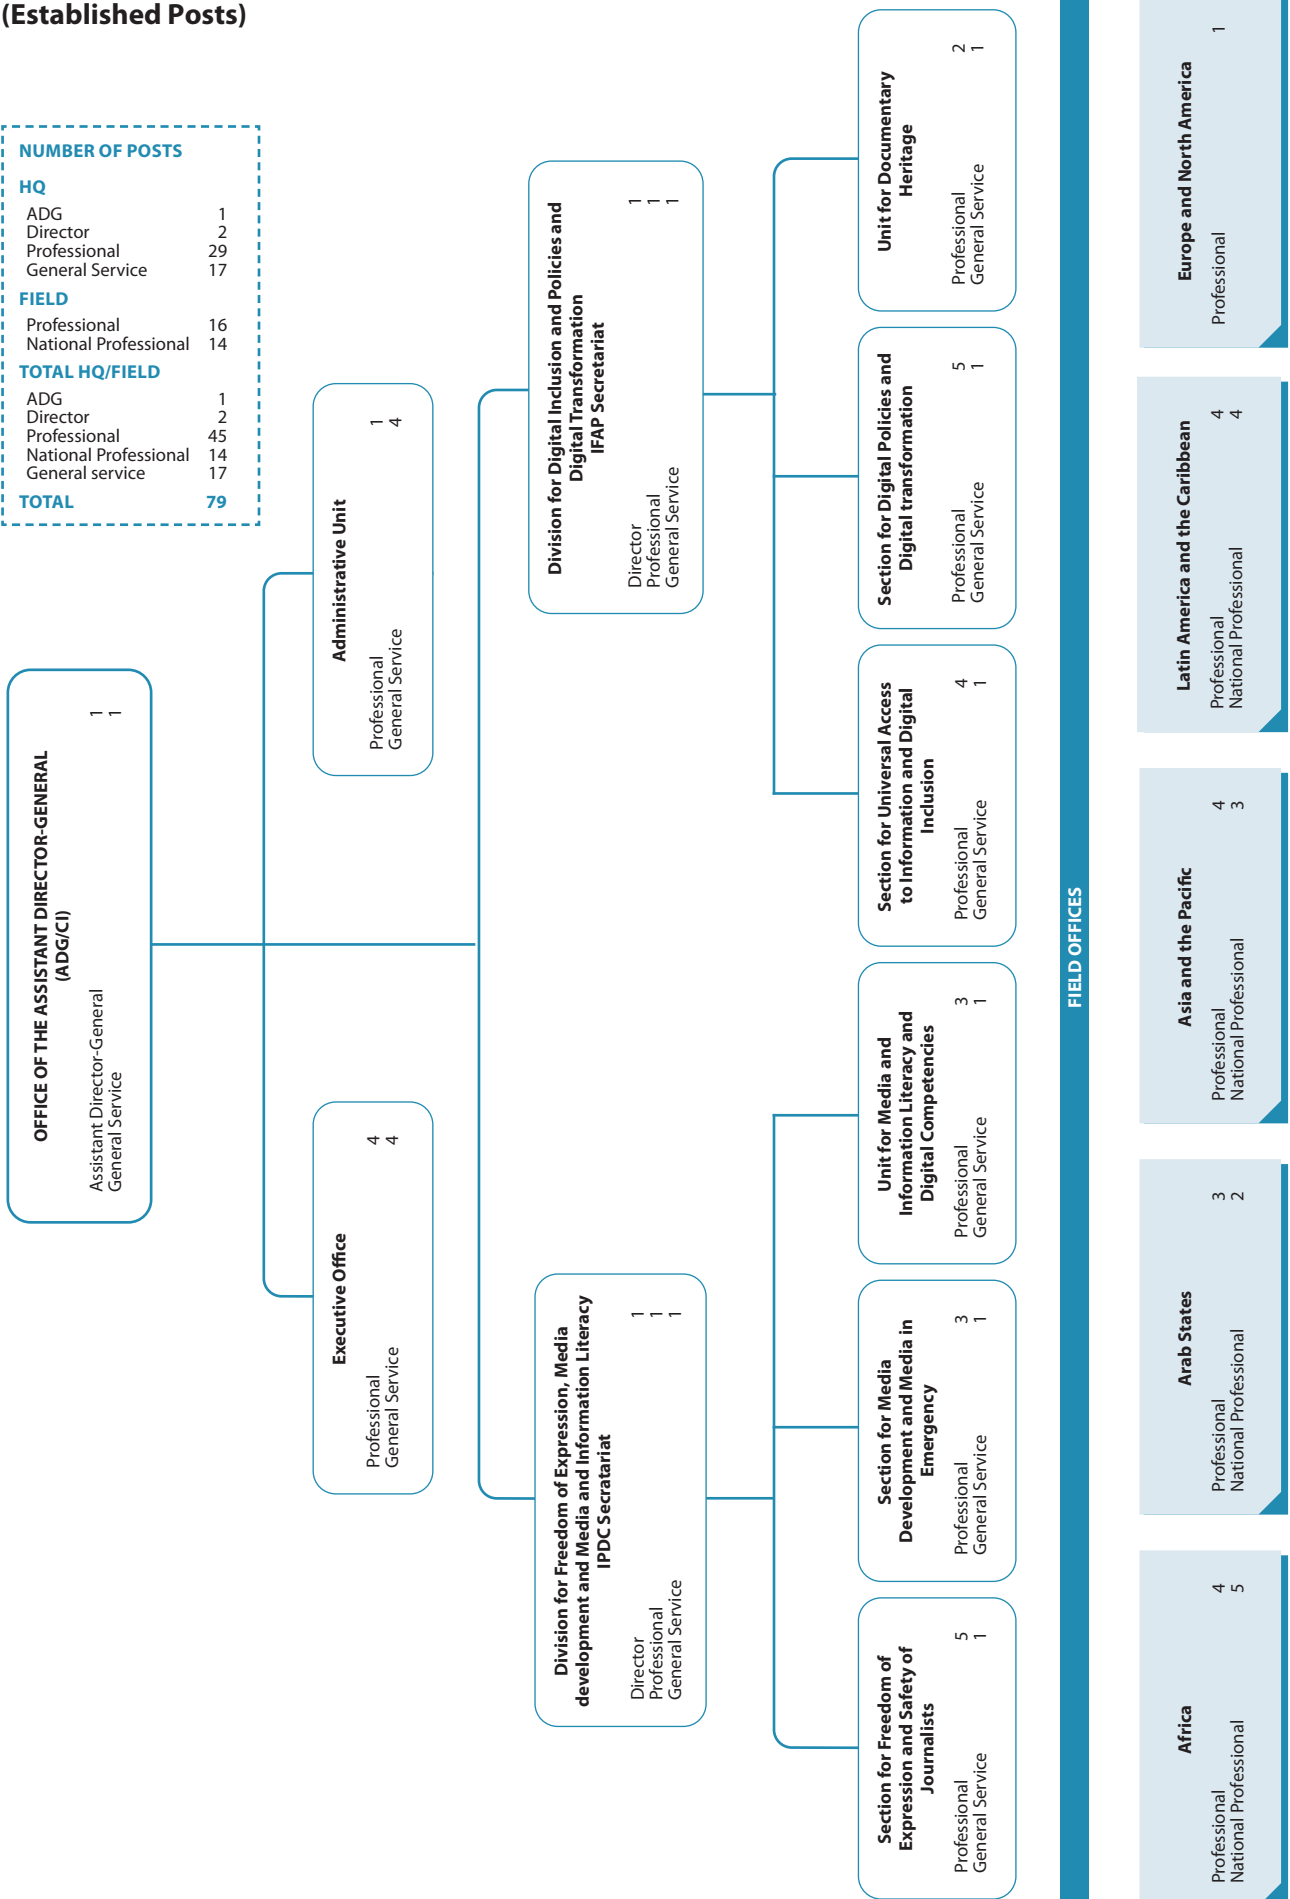 (Established Posts)
NUMBER OF POSTS
HQ
ADG 1
Director 2
Professional 29
General Service 17
FIELD
Professional 16
National Professional 14
TOTAL HQ/FIELD
ADG 1
Director 2
Professional 45
National Professional 14
General service 17
TOTAL 79
OFFICE OF THE ASSISTANT DIRECTOR-GENERAL
(ADG/CI)
Assistant Director-General 1
General Service 1
Executive Office
Professional 4
General Service 4
Administrative Unit
Professional 1
General Service 4
Division for Freedom of Expression, Media
development and Media and Information Literacy
IPDC Secratariat
Director 1
Professional 1
General Service 1
Division for Digital Inclusion and Policies and
Digital Transformation
IFAP Secretariat
Director 1
Professional 1
General Service 1
Section for Freedom of
Expression and Safety of
Journalists
Professional 5
General Service 1
Section for Media
Development and Media in
Emergency
Professional 3
General Service 1
Unit for Media and
Information Literacy and
Digital Competencies
Professional 3
General Service 1
Section for Universal Access
to Information and Digital
Inclusion
Professional 4
General Service 1
Section for Digital Policies and
Digital transformation
Professional 5
General Service 1
Unit for Documentary
Heritage
Professional 2
General Service 1
FIELD OFFICES
Africa
Professional 4
National Professional 5
Arab States
Professional 3
National Professional 2
Asia and the Pacific
Professional 4
National Professional 3
Latin America and the Caribbean
Professional 4
National Professional 4
Europe and North America
Professional 1